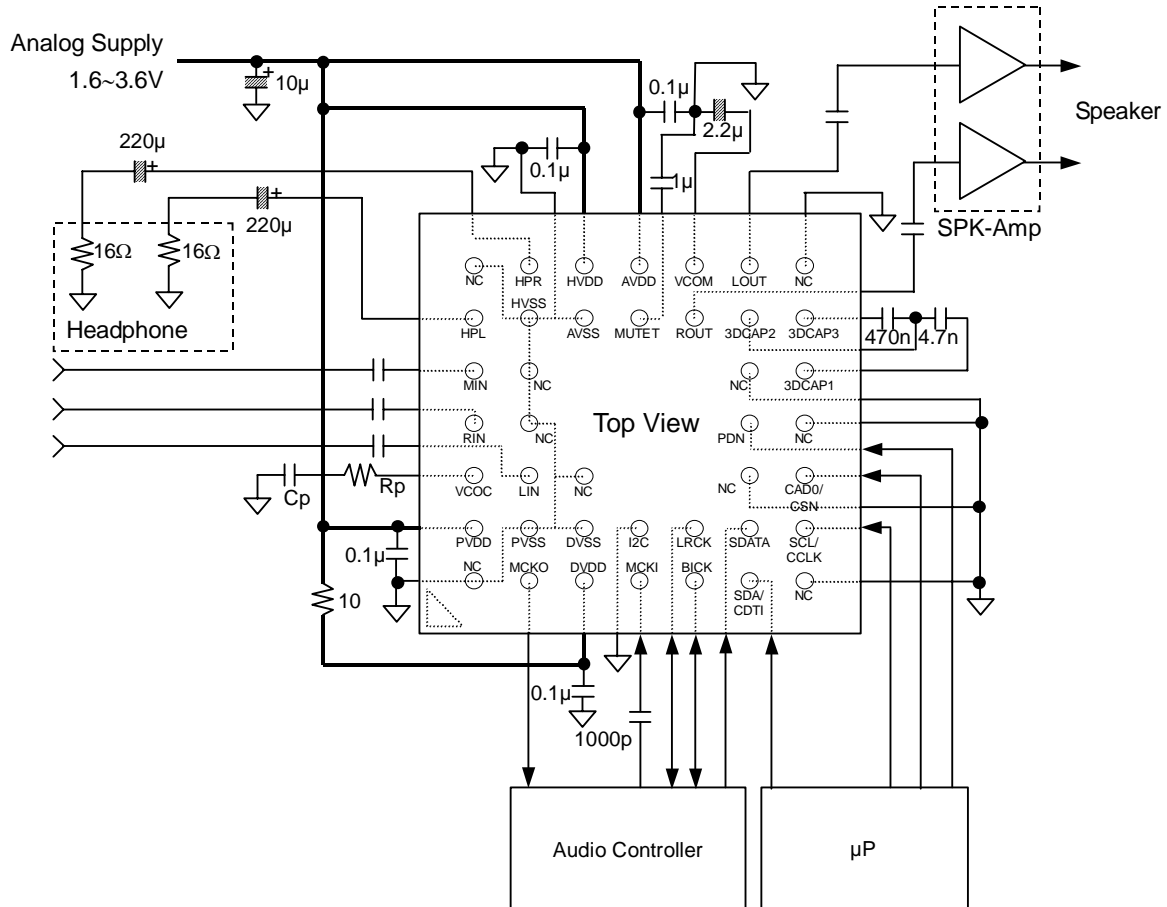 Analog Supply
1.6~3.6V
+
10µ
0.1µ
+
2.2µ
Speaker
SPK-Amp
220µ
+
+
220µ
0.1µ
1µ
16Ω
16Ω
Headphone
NC
HPR
HVDD
AVDD
VCOM
LOUT
NC
HPL
HVSS
AVSS
MUTET
ROUT
3DCAP2
3DCAP3
470n
4.7n
MIN
NC
NC
3DCAP1
RIN
NC
Top View
PDN
NC
Cp
Rp
VCOC
LIN
NC
NC
CAD0/
CSN
0.1µ
PVDD
PVSS
DVSS
I2C
LRCK
SDATA
SCL/
CCLK
NC
MCKO
DVDD
MCKI
BICK
SDA/
CDTI
NC
10
0.1µ
1000p
Audio Controller
µP